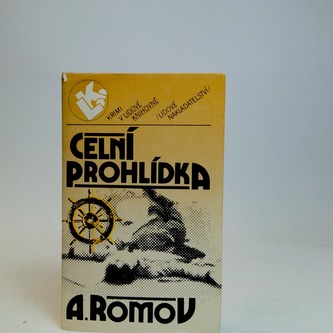 KRIMI
V LIDOVÉ
KNIHOVNĚ
/LIDOVÉ
NAKLADATELSTVÍ/
CELNÍ
PROHLÍDKA
A. ROMOV